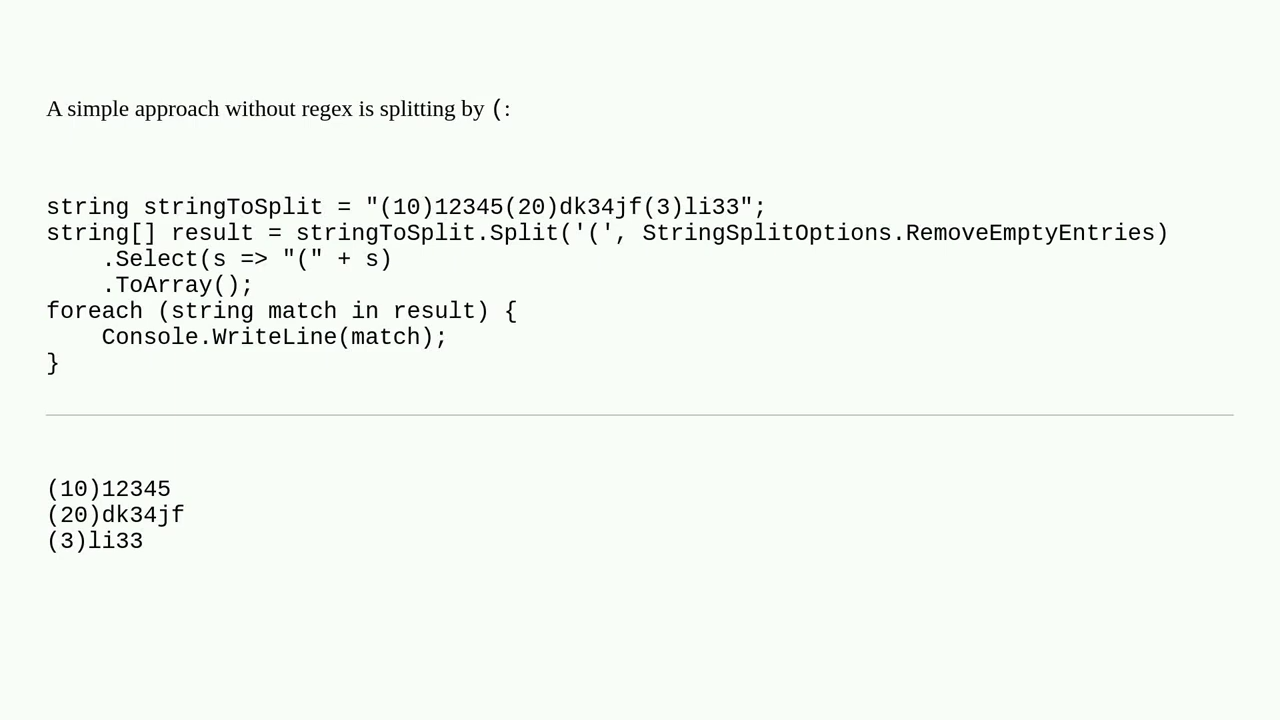 A simple approach without regex is splitting by (:
string stringToSplit = "(10)12345(20)dk34jf(3)li33";
string[] result = stringToSplit.Split('(', StringSplitOptions.RemoveEmptyEntries)
    .Select(s => "(" + s)
    .ToArray();
foreach (string match in result) {
    Console.WriteLine(match);
}
(10)12345
(20)dk34jf
(3)li33